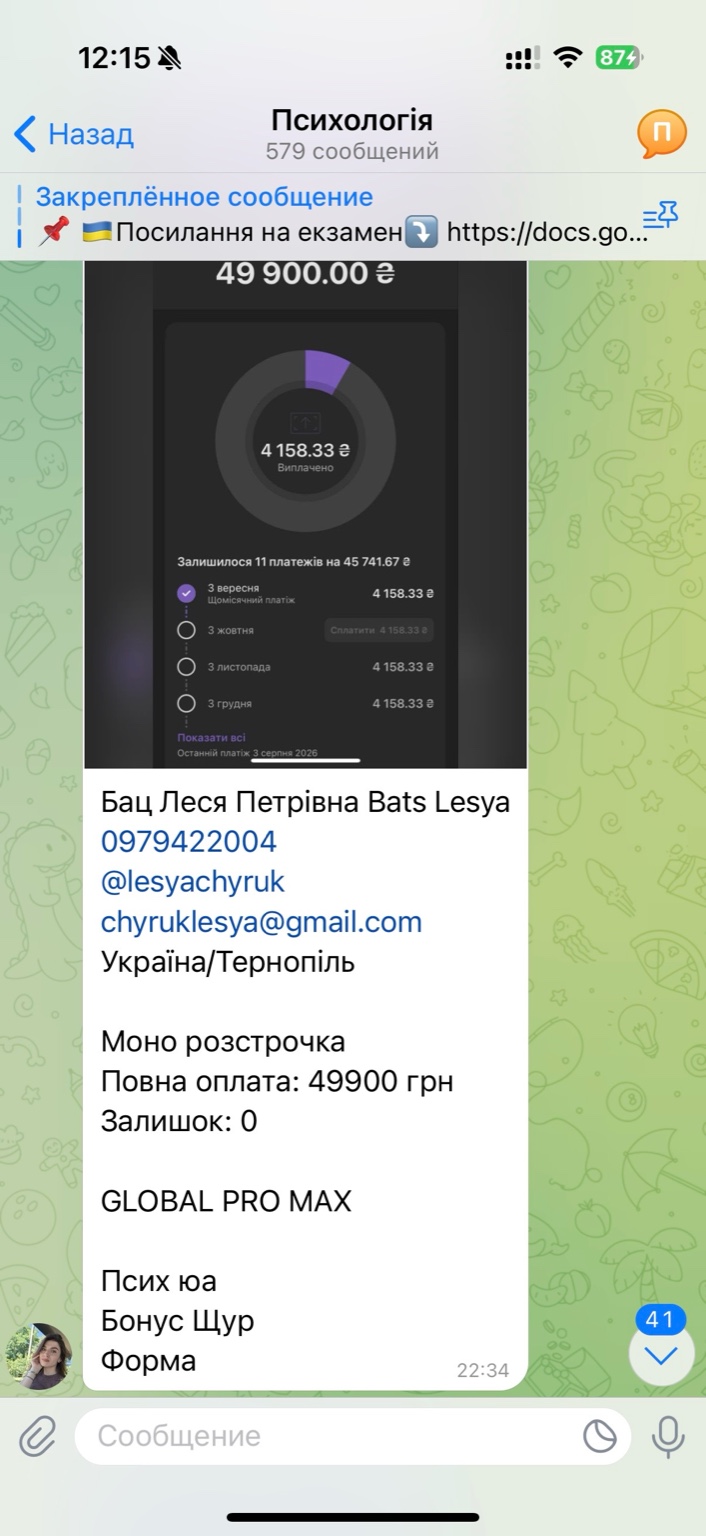 12:15
87
Назад
Психологія
579 сообщений
П
Закреплённое сообщение
📌 🇺🇦Посилання на екзамен⤵️ https://docs.go...
49 900.00 ₴
4 158.33 ₴
Виплачено
Залишилося 11 платежів на 45 741.67 ₴
3 вересня
Щомісячний платіж
4 158.33 ₴
3 жовтня
Сплатити 4 158.33 ₴
3 листопада
4 158.33 ₴
3 грудня
4 158.33 ₴
Показати всі
Останній платіж 3 серпня 2026
Бац Леся Петрівна Bats Lesya
0979422004
@lesyachyruk
chyruklesya@gmail.com
Україна/Тернопіль
Моно розстрочка
Повна оплата: 49900 грн
Залишок: 0
GLOBAL PRO MAX
Псих юа
Бонус Щур
Форма
22:34
41
Сообщение